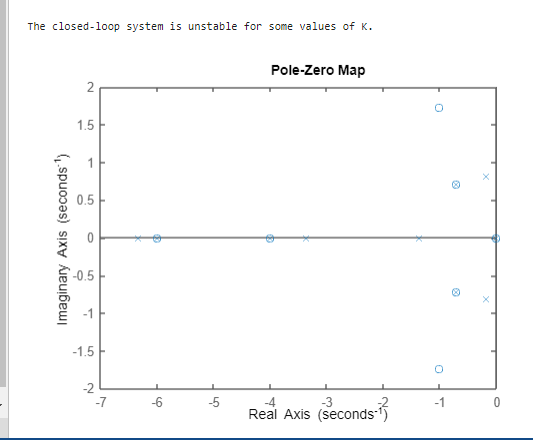 The closed-loop system is unstable for some values of K.
Pole-Zero Map
2
1.5
1
0.5
0
-0.5
-1
-1.5
-2
Imaginary Axis (seconds⁻¹)
-7 -6 -5 -4 -3 -2 -1 0
Real Axis (seconds⁻¹)